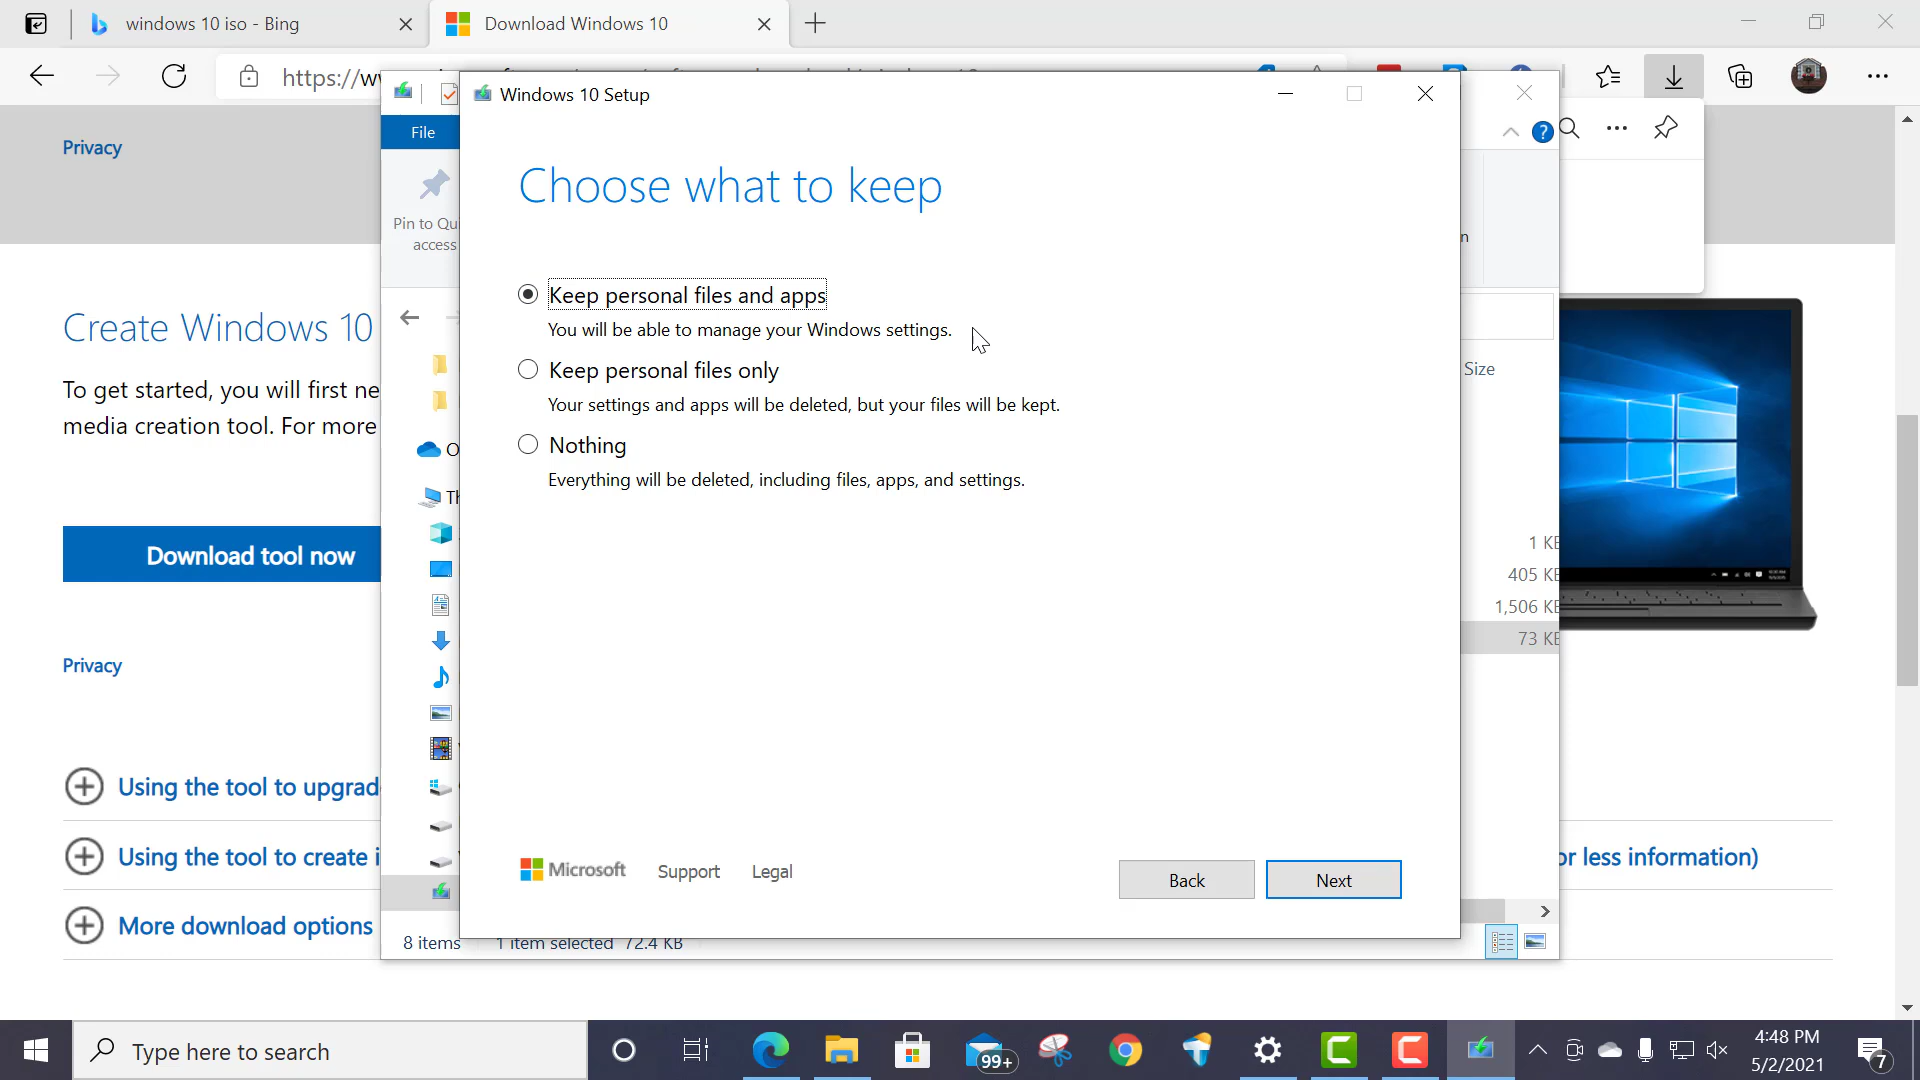 windows 10 iso - Bing
Download Windows 10
Windows 10 Setup
File
?
Privacy
Pin to Qu
access
Choose what to keep
Keep personal files and apps
You will be able to manage your Windows settings.
Keep personal files only
Your settings and apps will be deleted, but your files will be kept.
Nothing
Everything will be deleted, including files, apps, and settings.
Create Windows 10
To get started, you will first ne
media creation tool. For more
Download tool now
Privacy
Using the tool to upgrad
Using the tool to create i
or less information)
More download options
Size
1 KB
405 KB
1,506 KB
73 KB
Microsoft
Support
Legal
Back
Next
8 items
1 item selected 72.4 KB
Type here to search
99+
4:48 PM
5/2/2021
7